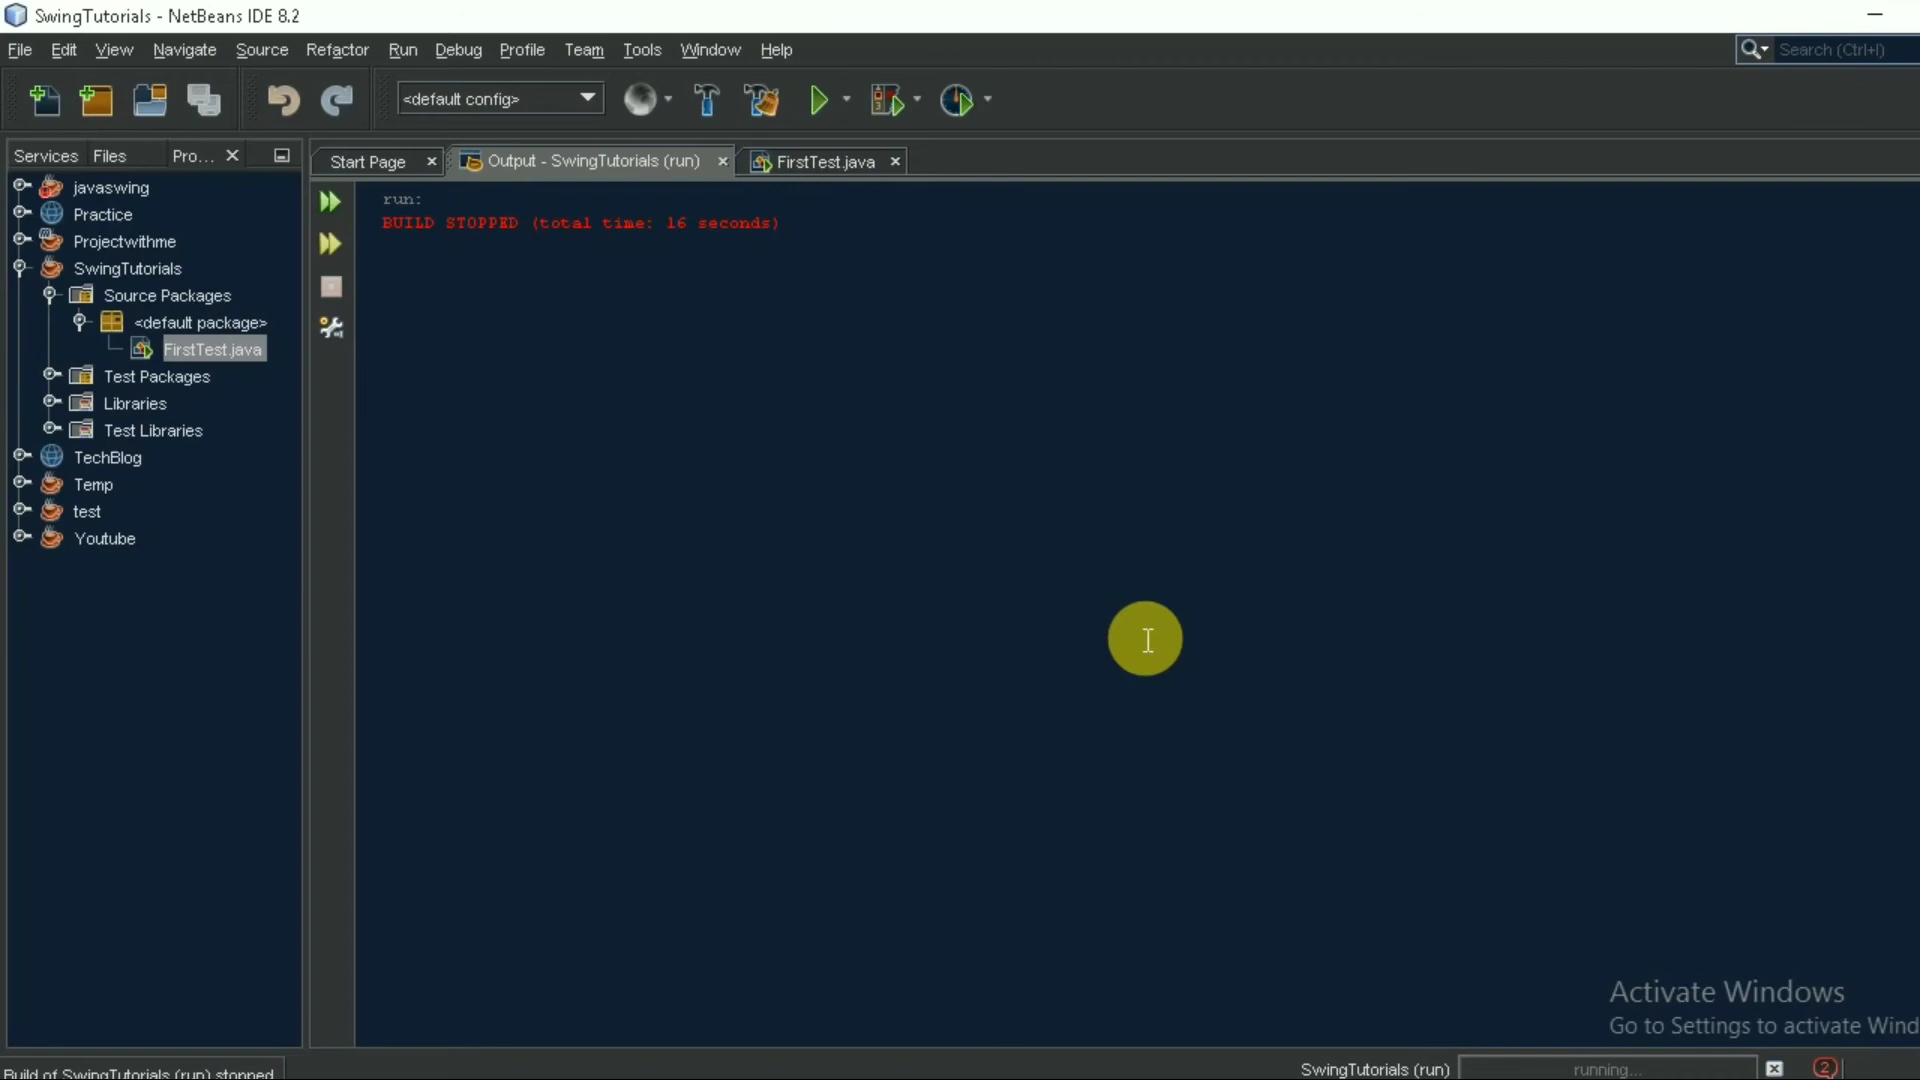 SwingTutorials - NetBeans IDE 8.2
File Edit View Navigate Source Refactor Run Debug Profile Team Tools Window Help
Search (Ctrl+I)
<default config>
Services Files Pro...
Start Page Output - SwingTutorials (run) FirstTest.java
javaswing
Practice
Projectwithme
SwingTutorials
Source Packages
<default package>
FirstTest.java
Test Packages
Libraries
Test Libraries
TechBlog
Temp
test
Youtube
run:
BUILD STOPPED (total time: 16 seconds)
Activate Windows
Go to Settings to activate Wind
Build of SwingTutorials (run) stopped.
SwingTutorials (run) running... 2